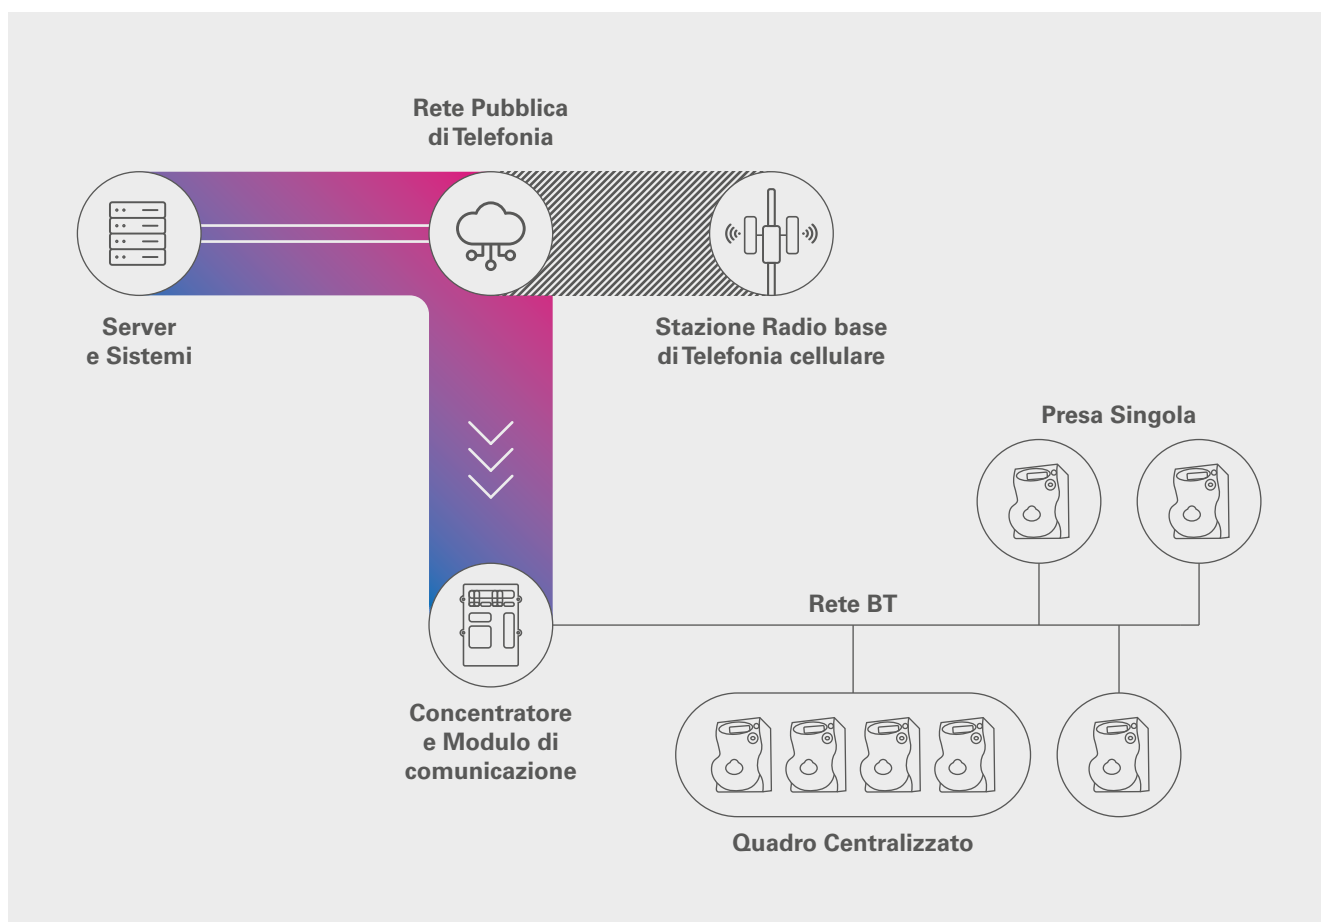 Rete Pubblica
di Telefonia
Server
e Sistemi
Stazione Radio base
di Telefonia cellulare
Presa Singola
Rete BT
Concentratore
e Modulo di
comunicazione
Quadro Centralizzato